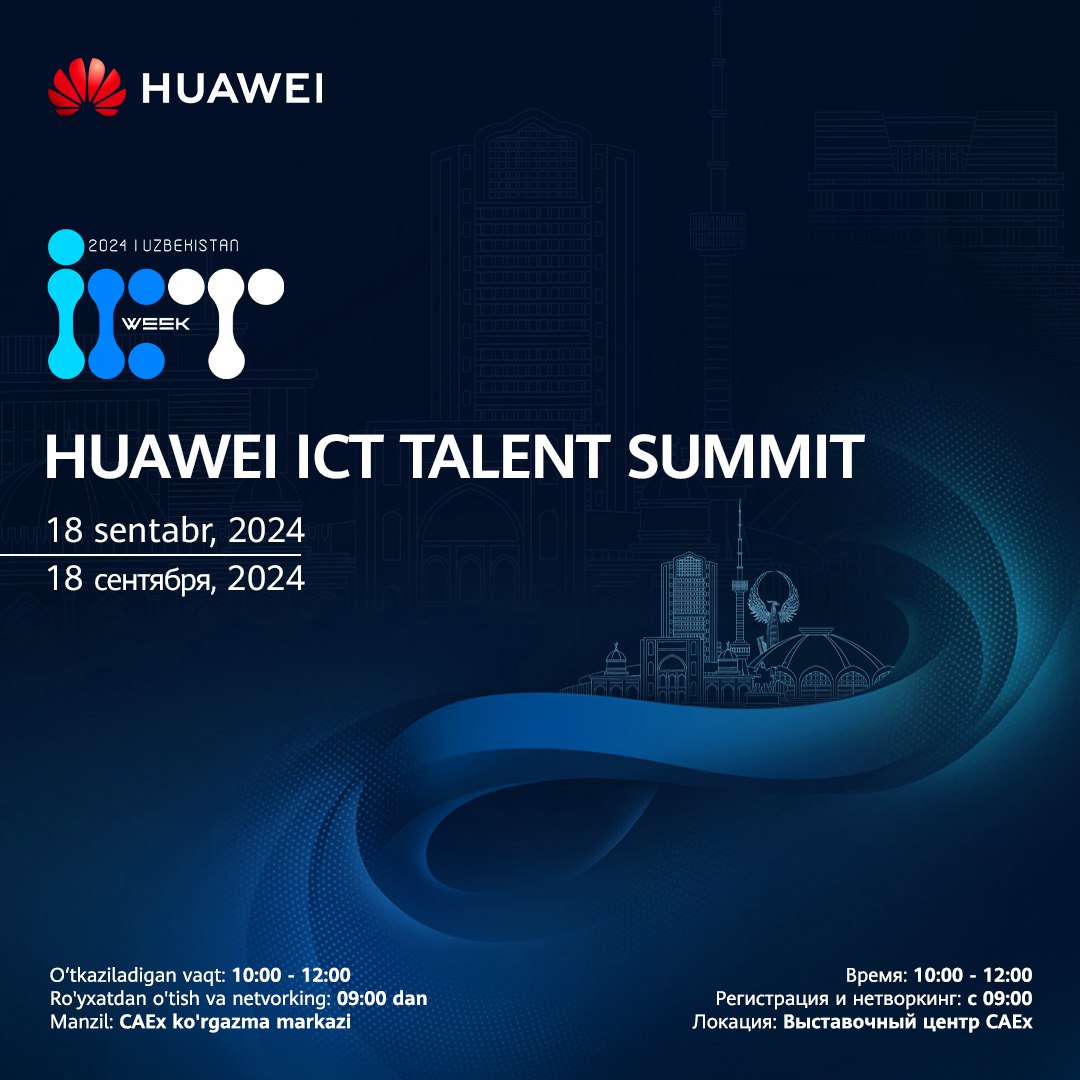 HUAWEI
2024 | UZBEKISTAN
ICT
WEEK
HUAWEI ICT TALENT SUMMIT
18 sentabr, 2024
18 сентября, 2024
O‘tkaziladigan vaqt: 10:00 - 12:00
Ro'yxatdan o'tish va netvorking: 09:00 dan
Manzil: CAEx ko'rgazma markazi
Время: 10:00 - 12:00
Регистрация и нетворкинг: с 09:00
Локация: Выставочный центр CAEx